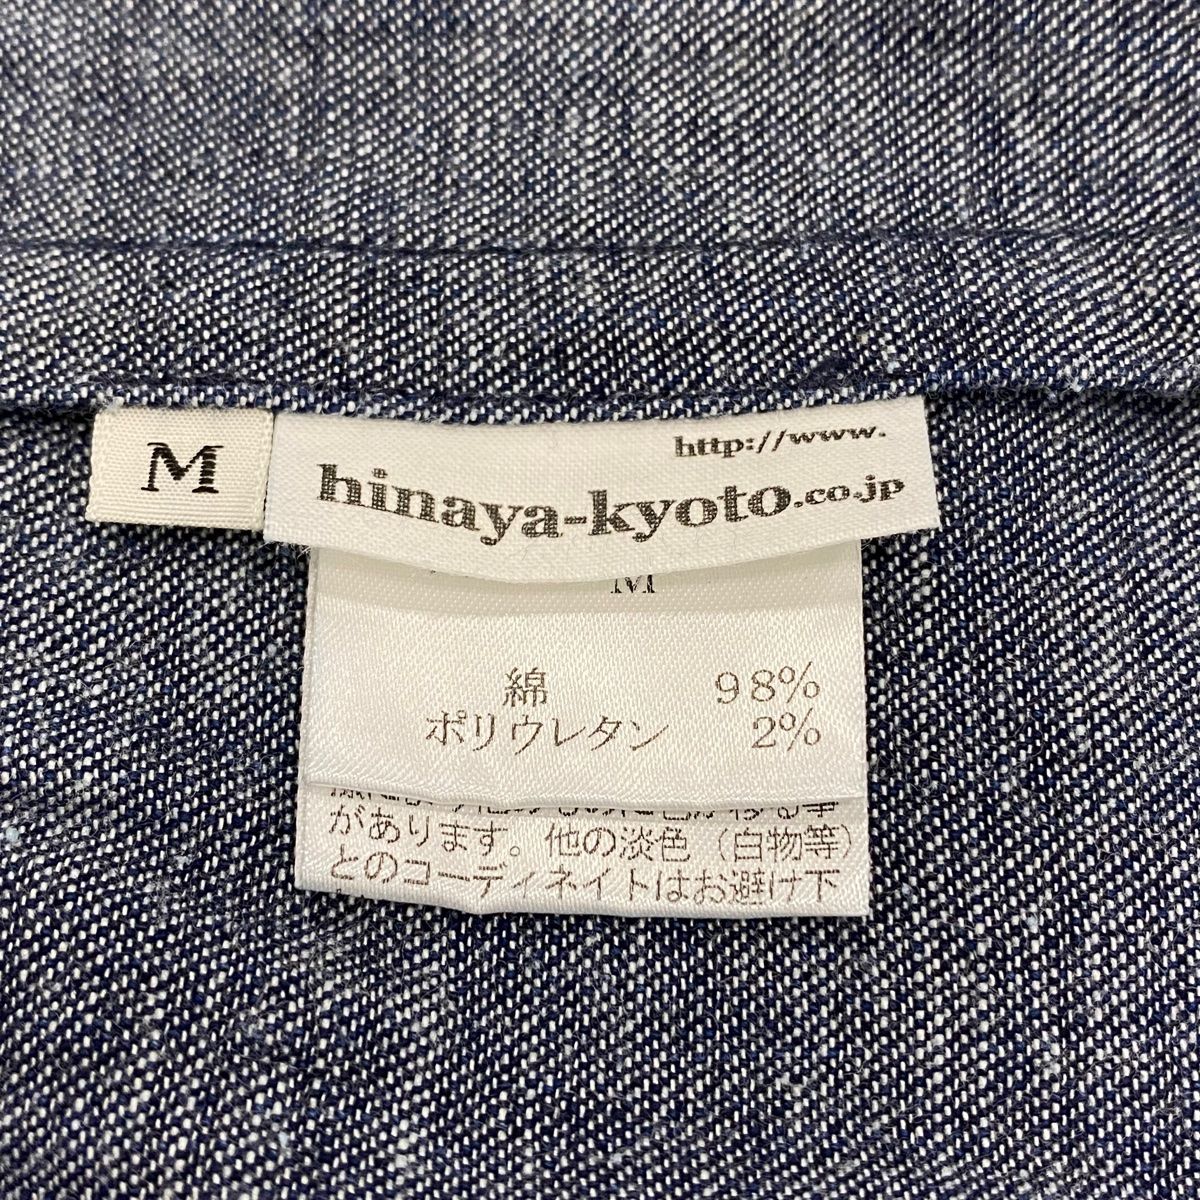 M
http://www.
hinaya-kyoto.co.jp
M
綿 98%
ポリウレタン 2%
があります。他の淡色（白物等）
とのコーディネイトはお避け下